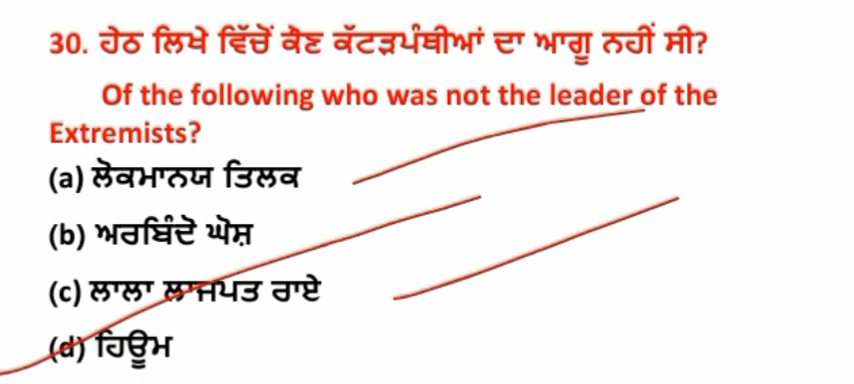 30. ਹੇਠ ਲਿਖੇ ਵਿੱਚੋਂ ਕੋਣ ਕੱਟੜਪੰਥੀਆਂ ਦਾ ਆਗੂ ਨਹੀਂ ਸੀ?
Of the following who was not the leader of the
Extremists?
(a) ਲੋਕਮਾਨਯ ਤਿਲਕ
(b) ਅਰਬਿੰਦੋ ਘੋਸ਼
(c) ਲਾਲਾ ਲਾਜਪਤ ਰਾਏ
(d) ਹਿਊਮ